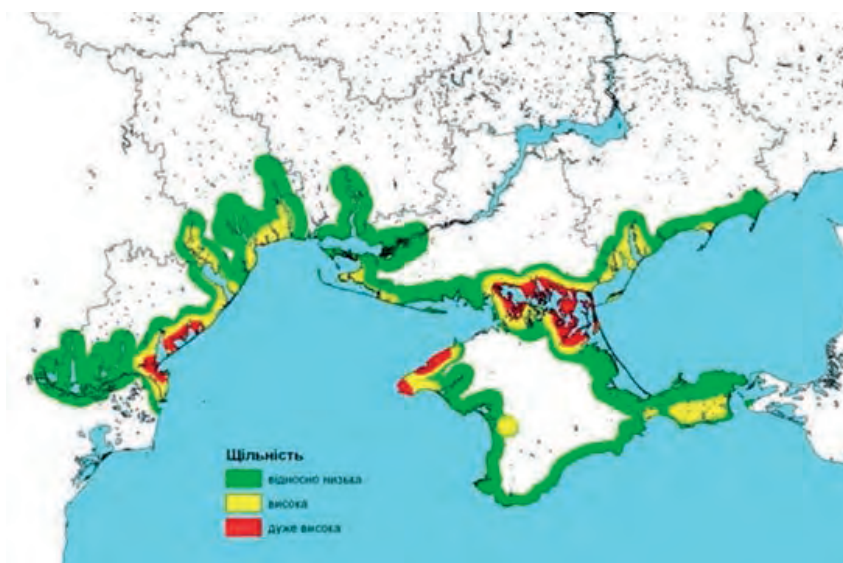 Щільність
відносно низька
висока
дуже висока